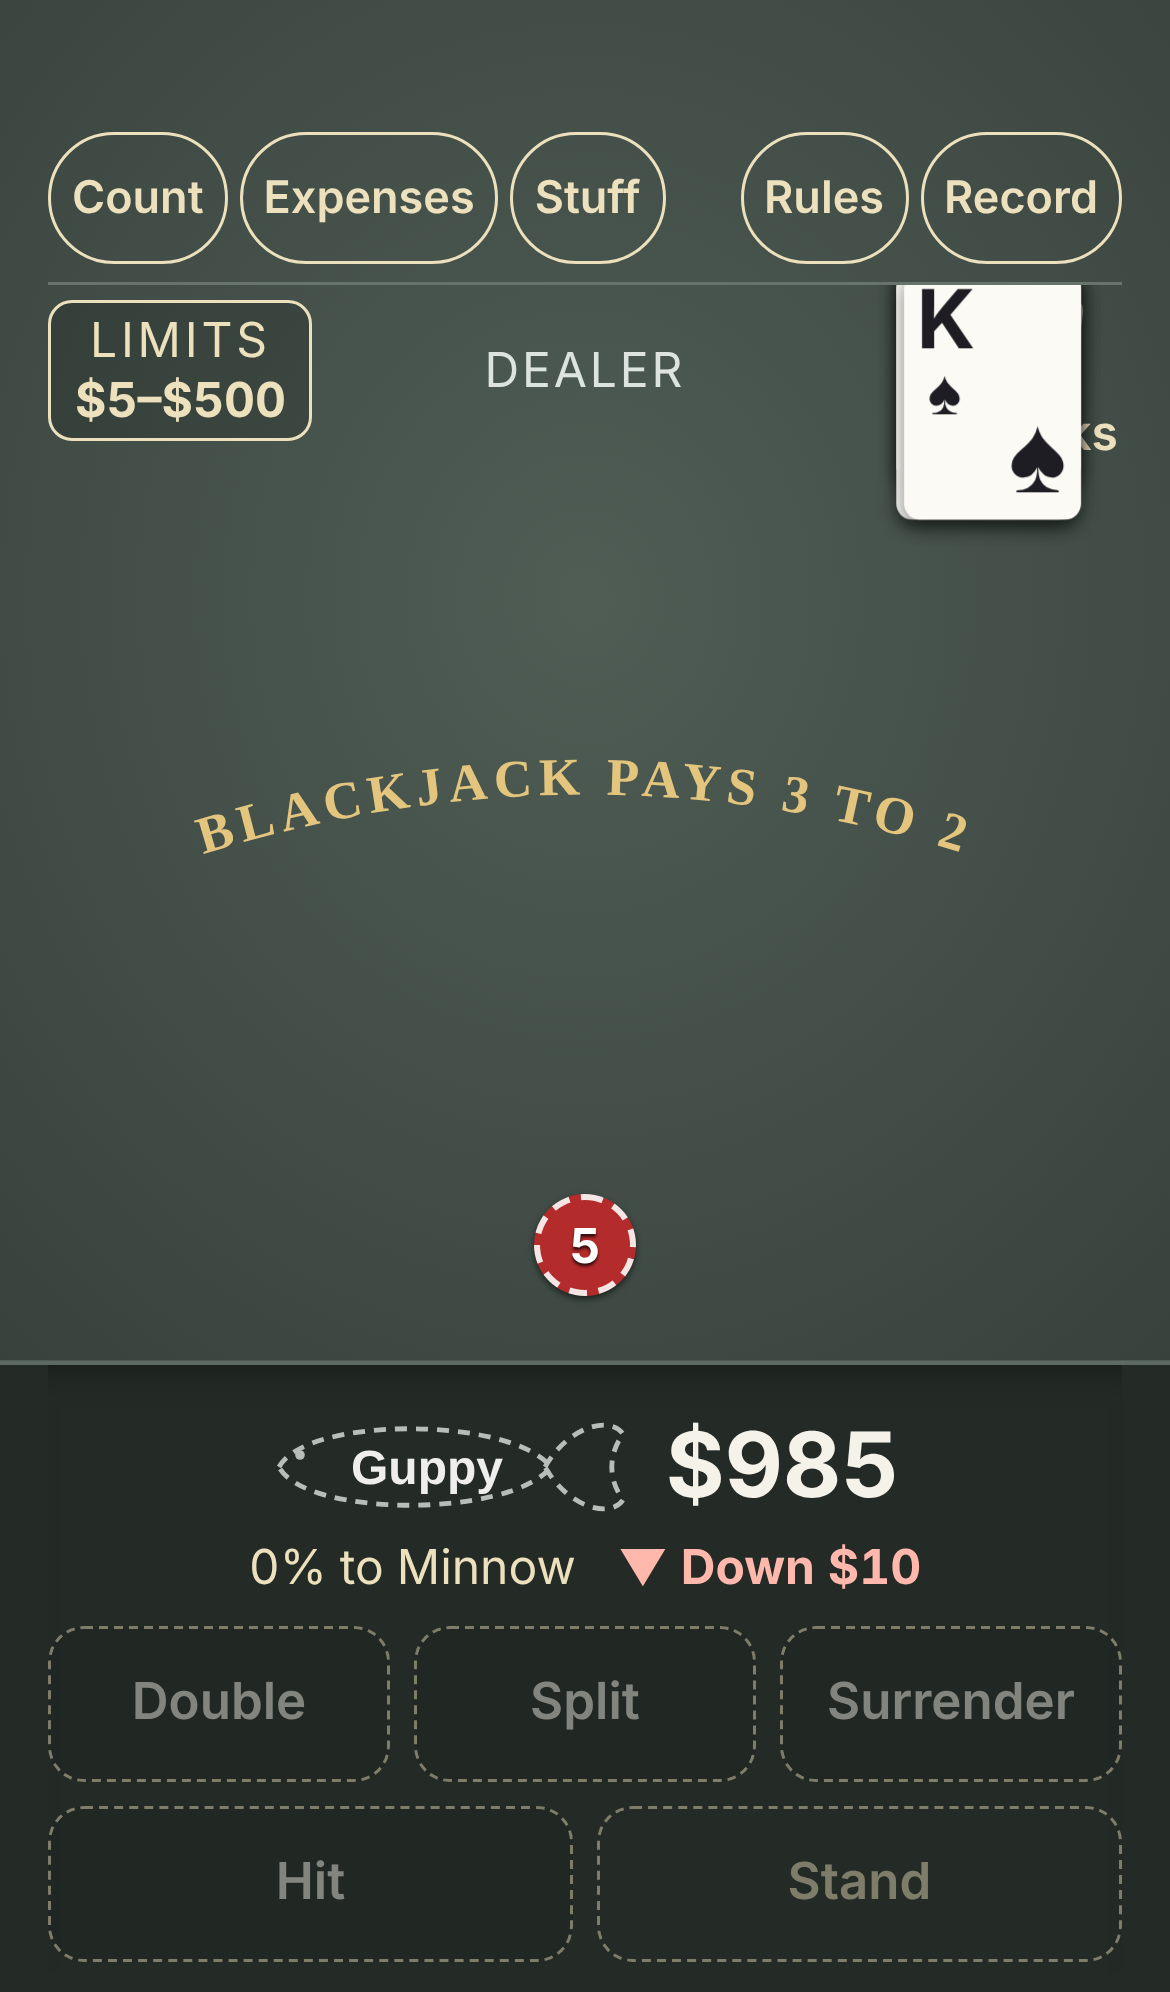 Count Expenses Stuff Rules Record
LIMITS
$5–$500
DEALER
K
BLACKJACK PAYS 3 TO 2
5
Guppy $985
0% to Minnow ▼ Down $10
Double Split Surrender
Hit Stand